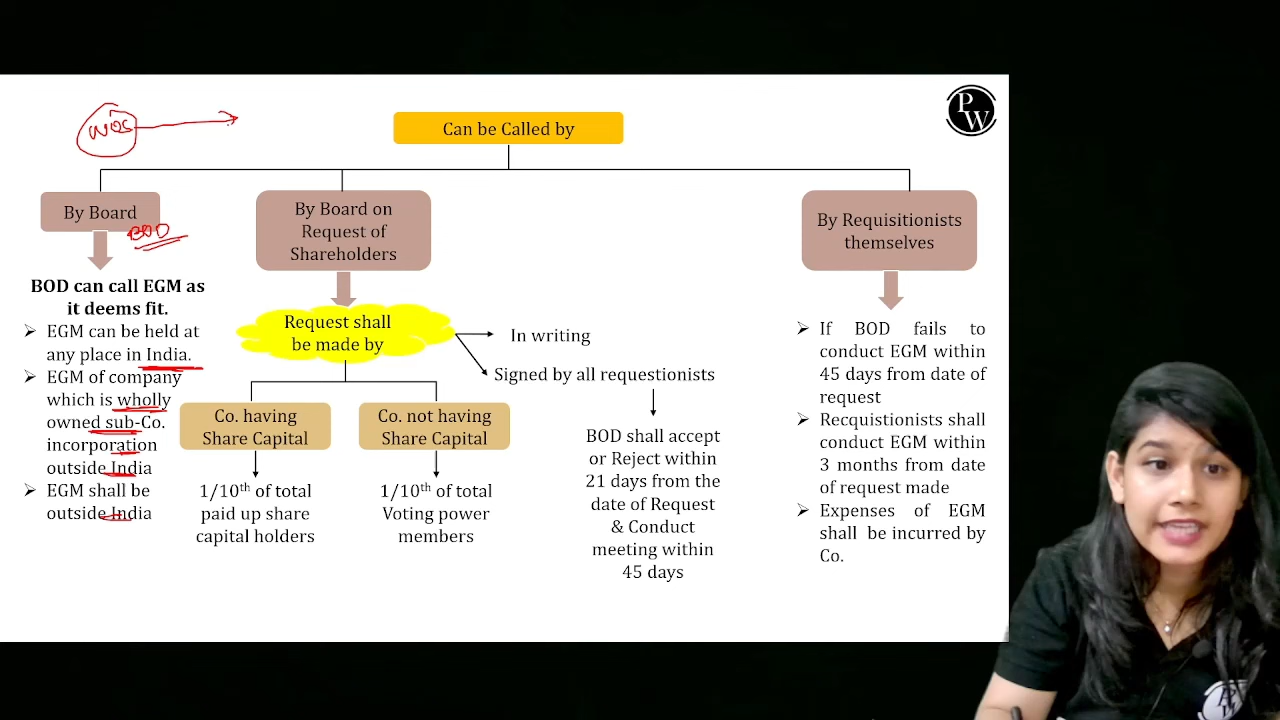 WOS
P
W
Can be Called by
By Board
BOD
BOD can call EGM as
it deems fit.
➢ EGM can be held at
any place in India.
➢ EGM of company
which is wholly
owned sub-Co.
incorporation
outside India
➢ EGM shall be
outside India
By Board on
Request of
Shareholders
Request shall
be made by
In writing
Signed by all requestionists
Co. having
Share Capital
Co. not having
Share Capital
1/10th of total
paid up share
capital holders
1/10th of total
Voting power
members
BOD shall accept
or Reject within
21 days from the
date of Request
& Conduct
meeting within
45 days
By Requisitionists
themselves
➢ If BOD fails to
conduct EGM within
45 days from date of
request
➢ Recquistionists shall
conduct EGM within
3 months from date
of request made
➢ Expenses of EGM
shall be incurred by
Co.
P
W